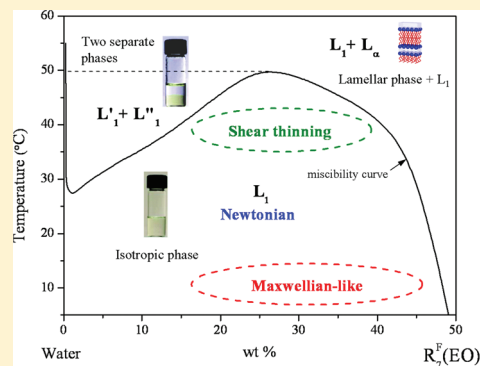 Two separate
phases
L₁ + Lα
Lamellar phase + L₁
L'₁ + L"₁
Shear thinning
miscibility curve
L₁
Newtonian
Isotropic phase
Maxwellian-like
Temperature (°C)
60
50
40
30
20
10
0 10 20 30 40 50
Water wt % R₇ᶠ(EO)